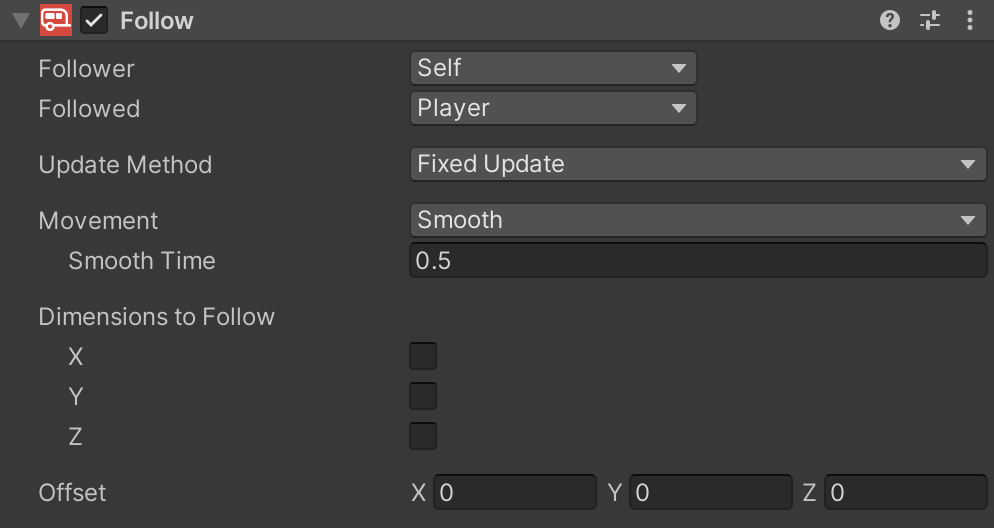 Follow
Follower Self
Followed Player
Update Method Fixed Update
Movement Smooth
Smooth Time 0.5
Dimensions to Follow
X
Y
Z
Offset X 0 Y 0 Z 0